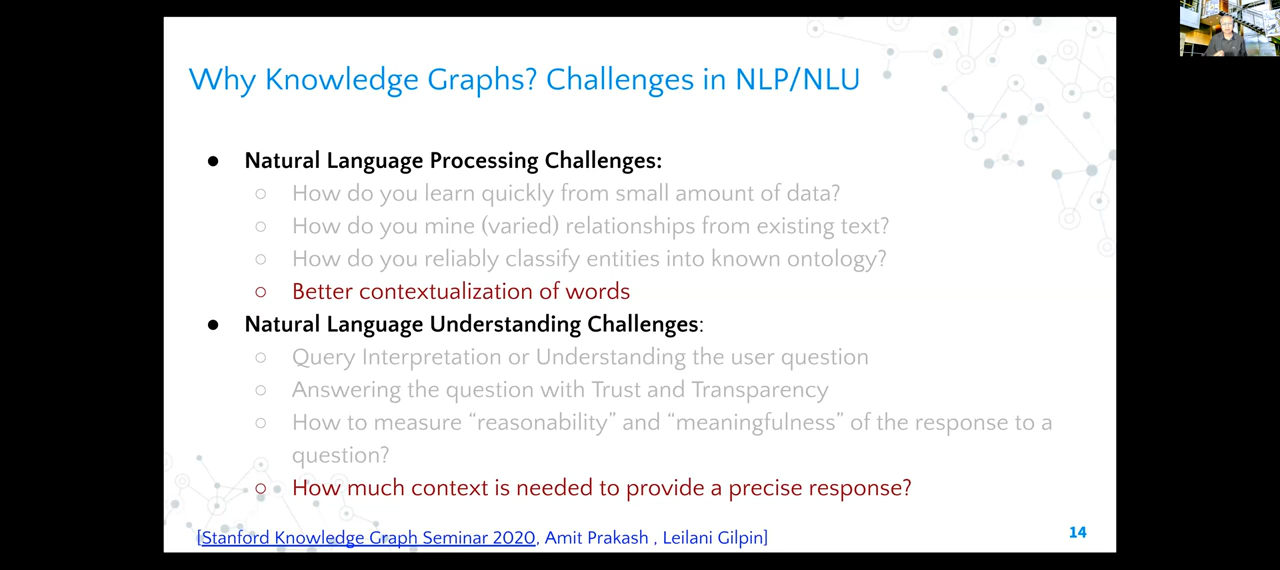 Why Knowledge Graphs? Challenges in NLP/NLU
● Natural Language Processing Challenges:
○ How do you learn quickly from small amount of data?
○ How do you mine (varied) relationships from existing text?
○ How do you reliably classify entities into known ontology?
○ Better contextualization of words
● Natural Language Understanding Challenges:
○ Query Interpretation or Understanding the user question
○ Answering the question with Trust and Transparency
○ How to measure “reasonability” and “meaningfulness” of the response to a
question?
○ How much context is needed to provide a precise response?
[Stanford Knowledge Graph Seminar 2020, Amit Prakash , Leilani Gilpin]
14